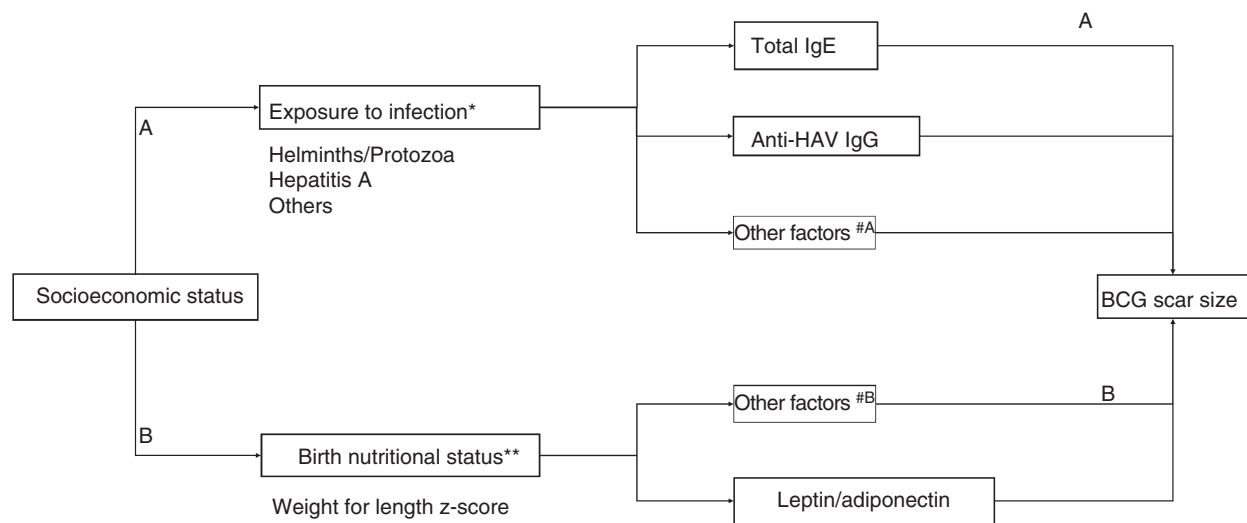 Total IgE
A
Exposure to infection*
A
Helminths/Protozoa
Hepatitis A
Others
Anti-HAV IgG
Other factors #A
Socioeconomic status
BCG scar size
Other factors #B
B
B
Birth nutritional status**
Weight for length z-score
Leptin/adiponectin